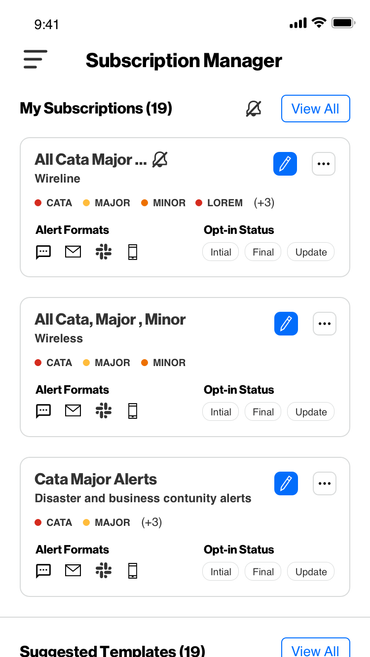 9:41
Subscription Manager
My Subscriptions (19)
View All
All Cata Major ...
Wireline
CATA MAJOR MINOR LOREM (+3)
Alert Formats Opt-in Status
Intial Final Update
All Cata, Major , Minor
Wireless
CATA MAJOR MINOR
Alert Formats Opt-in Status
Intial Final Update
Cata Major Alerts
Disaster and business contunity alerts
CATA MAJOR (+3)
Alert Formats Opt-in Status
Intial Final Update
Suggested Templates (19)
View All